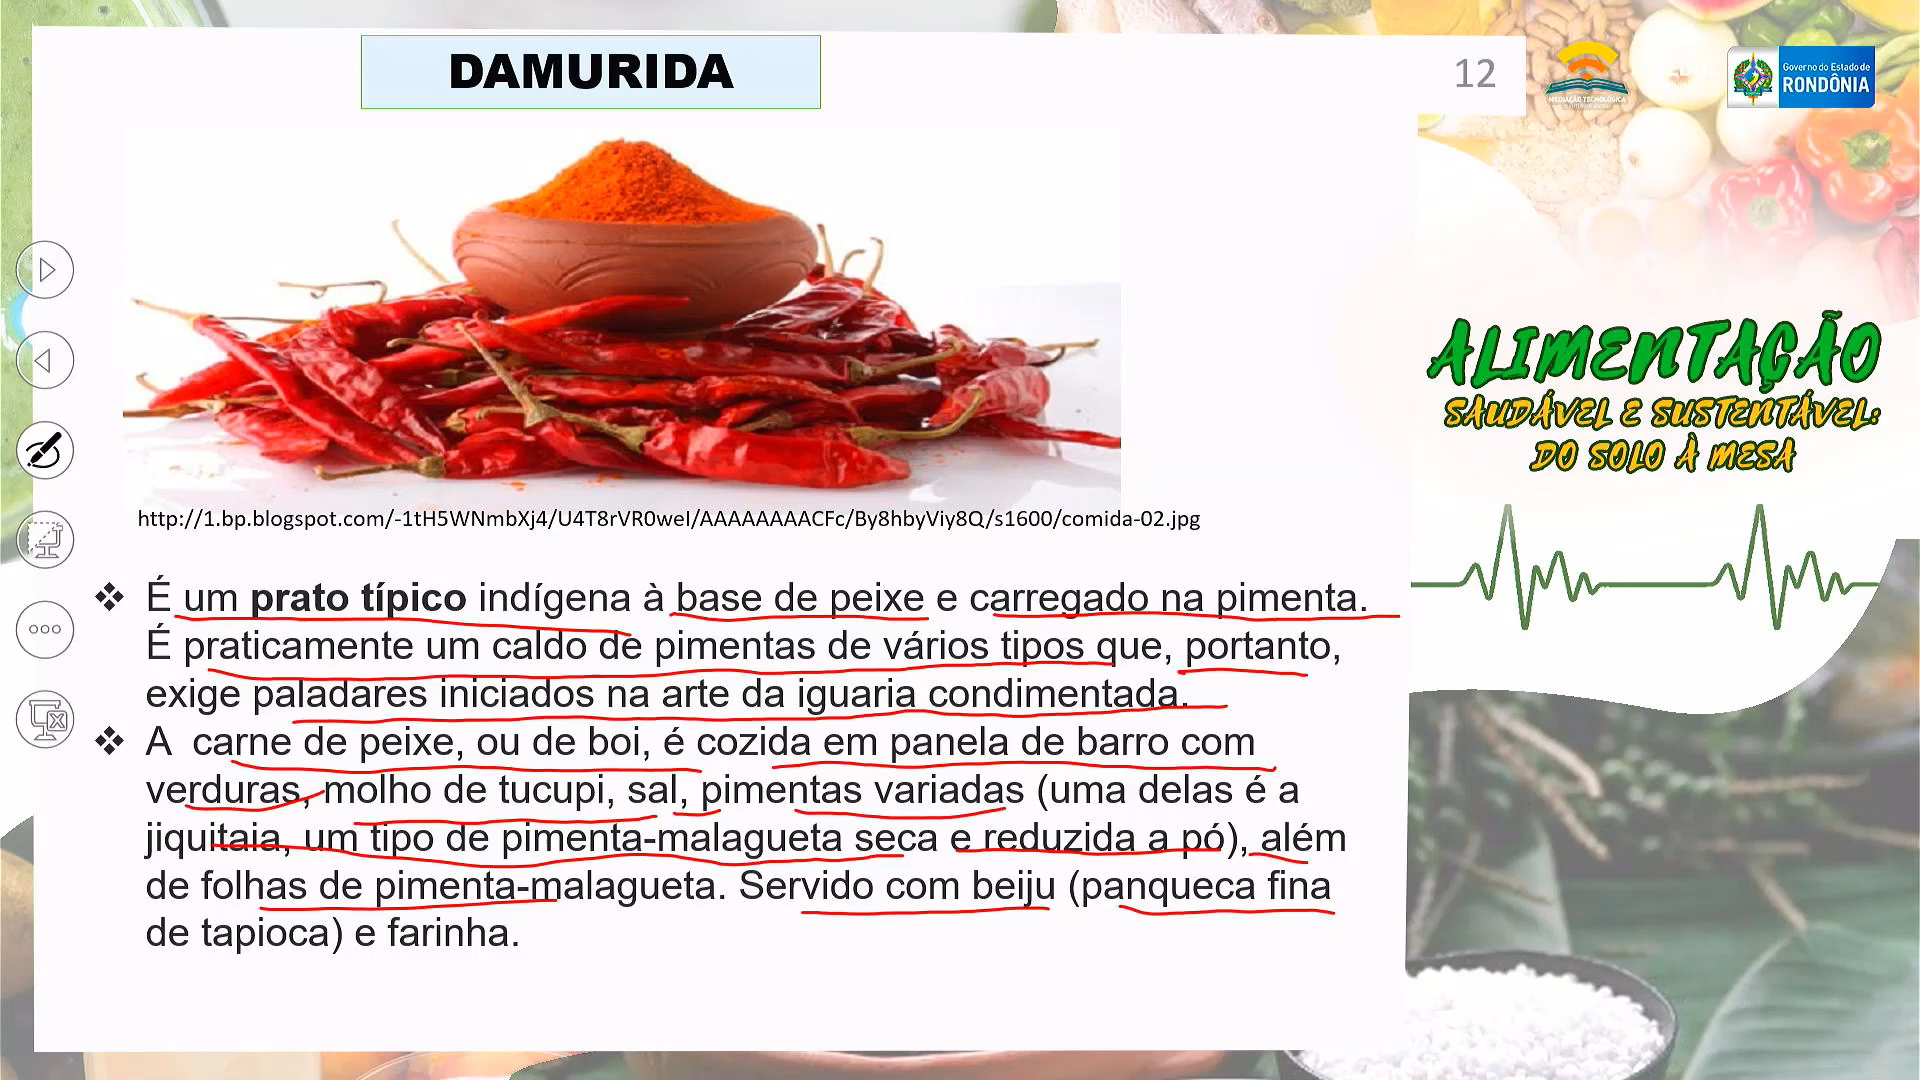 DAMURIDA
12
MEDIAÇÃO TECNOLÓGICA
Governo do Estado de
RONDÔNIA
ALIMENTAÇÃO
SAUDÁVEL E SUSTENTÁVEL:
DO SOLO À MESA
http://1.bp.blogspot.com/-1tH5WNmbXj4/U4T8rVR0weI/AAAAAAAACFc/By8hbyViy8Q/s1600/comida-02.jpg
❖ É um prato típico indígena à base de peixe e carregado na pimenta.
É praticamente um caldo de pimentas de vários tipos que, portanto,
exige paladares iniciados na arte da iguaria condimentada.
❖ A carne de peixe, ou de boi, é cozida em panela de barro com
verduras, molho de tucupi, sal, pimentas variadas (uma delas é a
jiquitaia, um tipo de pimenta-malagueta seca e reduzida a pó), além
de folhas de pimenta-malagueta. Servido com beiju (panqueca fina
de tapioca) e farinha.